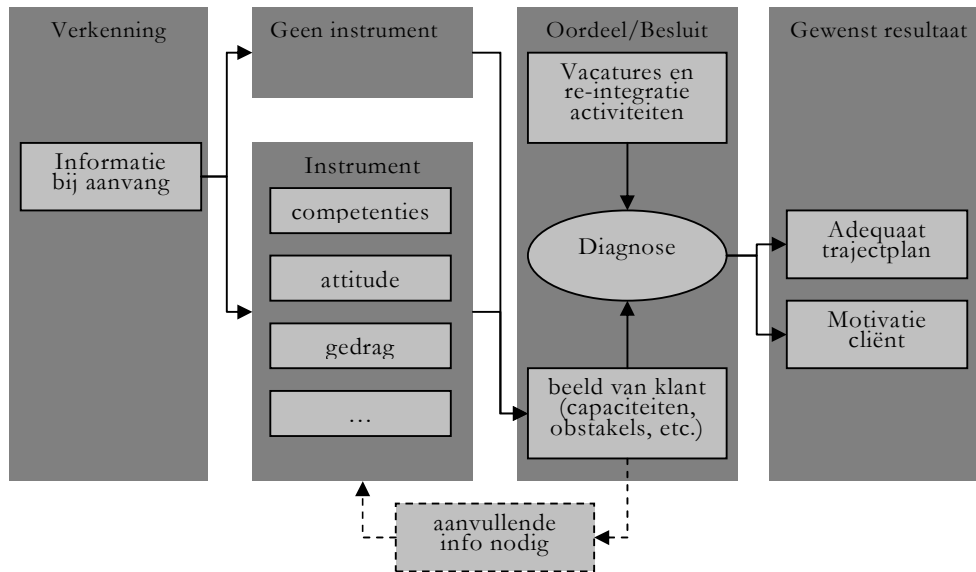 Verkenning
Informatie
bij aanvang
Geen instrument
Instrument
competenties
attitude
gedrag
...
Oordeel/Besluit
Vacatures en
re-integratie
activiteiten
Diagnose
beeld van klant
(capaciteiten,
obstakels, etc.)
aanvullende
info nodig
Gewenst resultaat
Adequaat
trajectplan
Motivatie
cliënt